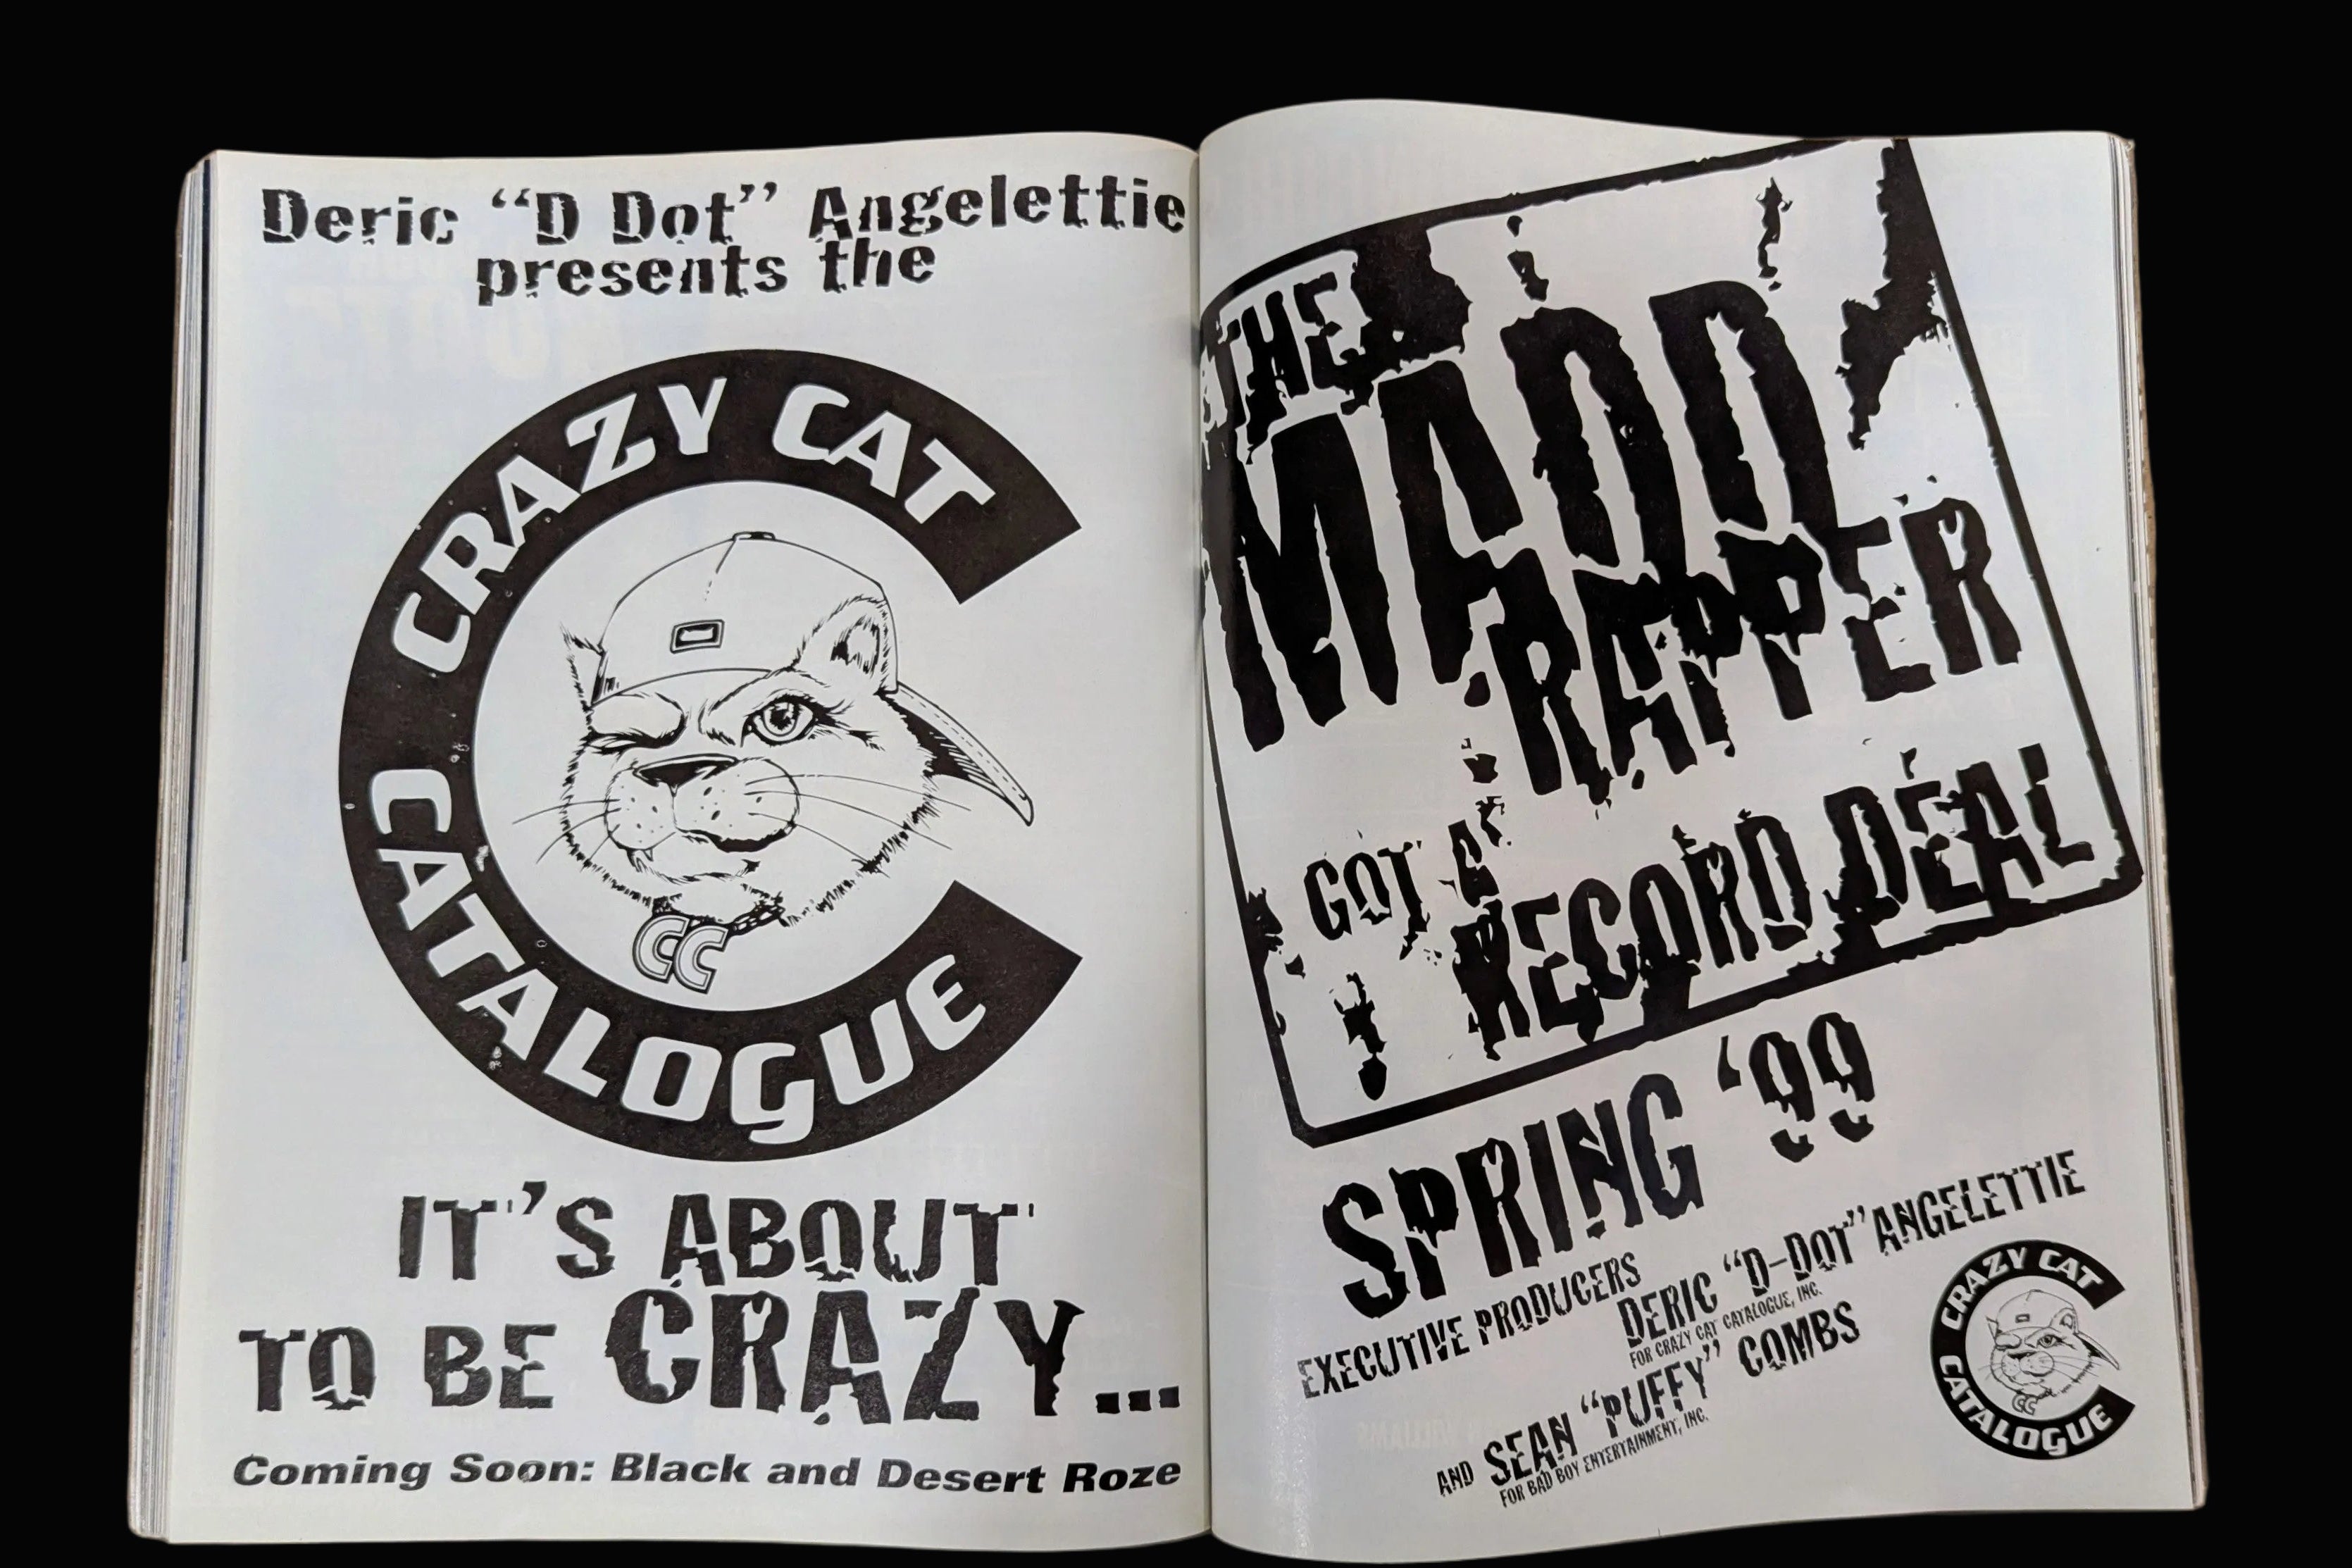 Deric “D Dot” Angelettie
presents the
CRAZY CAT
CATALOGUE
CC
IT'S ABOUT
TO BE CRAZY...
Coming Soon: Black and Desert Roze
THE
MADD
RAPPER
GOT A
RECORD DEAL
SPRING '99
EXECUTIVE PRODUCERS
DERIC “D-DOT” ANGELETTIE
FOR CRAZY CAT CATALOGUE, INC.
AND SEAN “PUFFY” COMBS
FOR BAD BOY ENTERTAINMENT, INC.
CRAZY CAT
CATALOGUE
CC